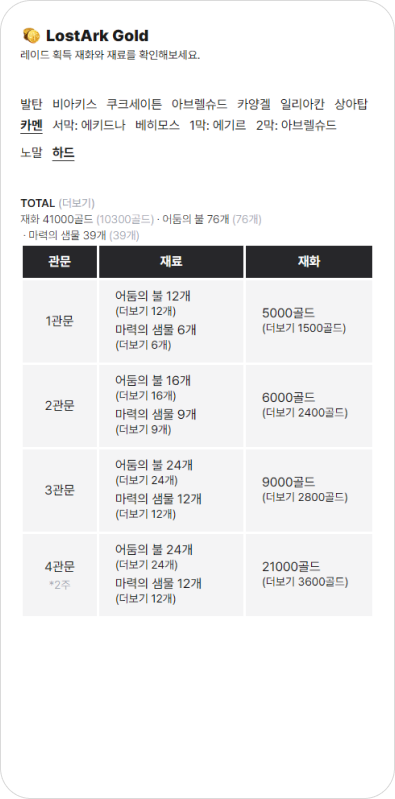 LostArk Gold
레이드 획득 재화와 재료를 확인해보세요.
발탄 비아키스 쿠크세이튼 아브렐슈드 카양겔 일리아칸 상아탑
카멘 서막: 에키드나 베히모스 1막: 에기르 2막: 아브렐슈드
노말 하드
TOTAL (더보기)
재화 41000골드 (10300골드) · 어둠의 불 76개 (76개)
· 마력의 샘물 39개 (39개)
관문 재료 재화
1관문
어둠의 불 12개
(더보기 12개)
마력의 샘물 6개
(더보기 6개)
5000골드
(더보기 1500골드)
2관문
어둠의 불 16개
(더보기 16개)
마력의 샘물 9개
(더보기 9개)
6000골드
(더보기 2400골드)
3관문
어둠의 불 24개
(더보기 24개)
마력의 샘물 12개
(더보기 12개)
9000골드
(더보기 2800골드)
4관문
*2주
어둠의 불 24개
(더보기 24개)
마력의 샘물 12개
(더보기 12개)
21000골드
(더보기 3600골드)